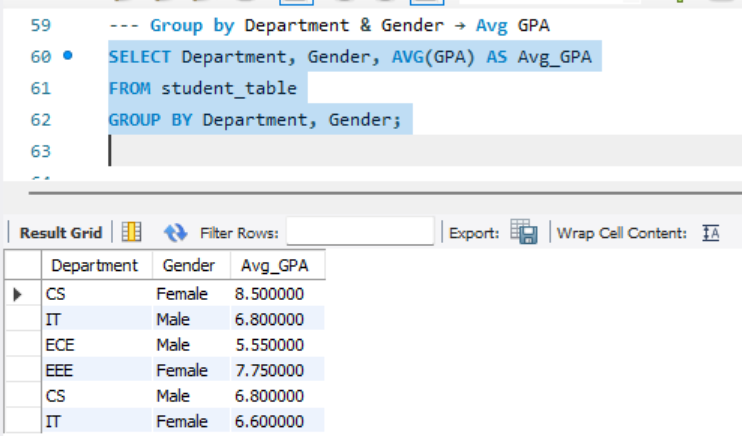 59 --- Group by Department & Gender → Avg GPA
60 SELECT Department, Gender, AVG(GPA) AS Avg_GPA
61 FROM student_table
62 GROUP BY Department, Gender;
63
Result Grid Filter Rows: Export: Wrap Cell Content: IA
Department Gender Avg_GPA
CS Female 8.500000
IT Male 6.800000
ECE Male 5.550000
EEE Female 7.750000
CS Male 6.800000
IT Female 6.600000